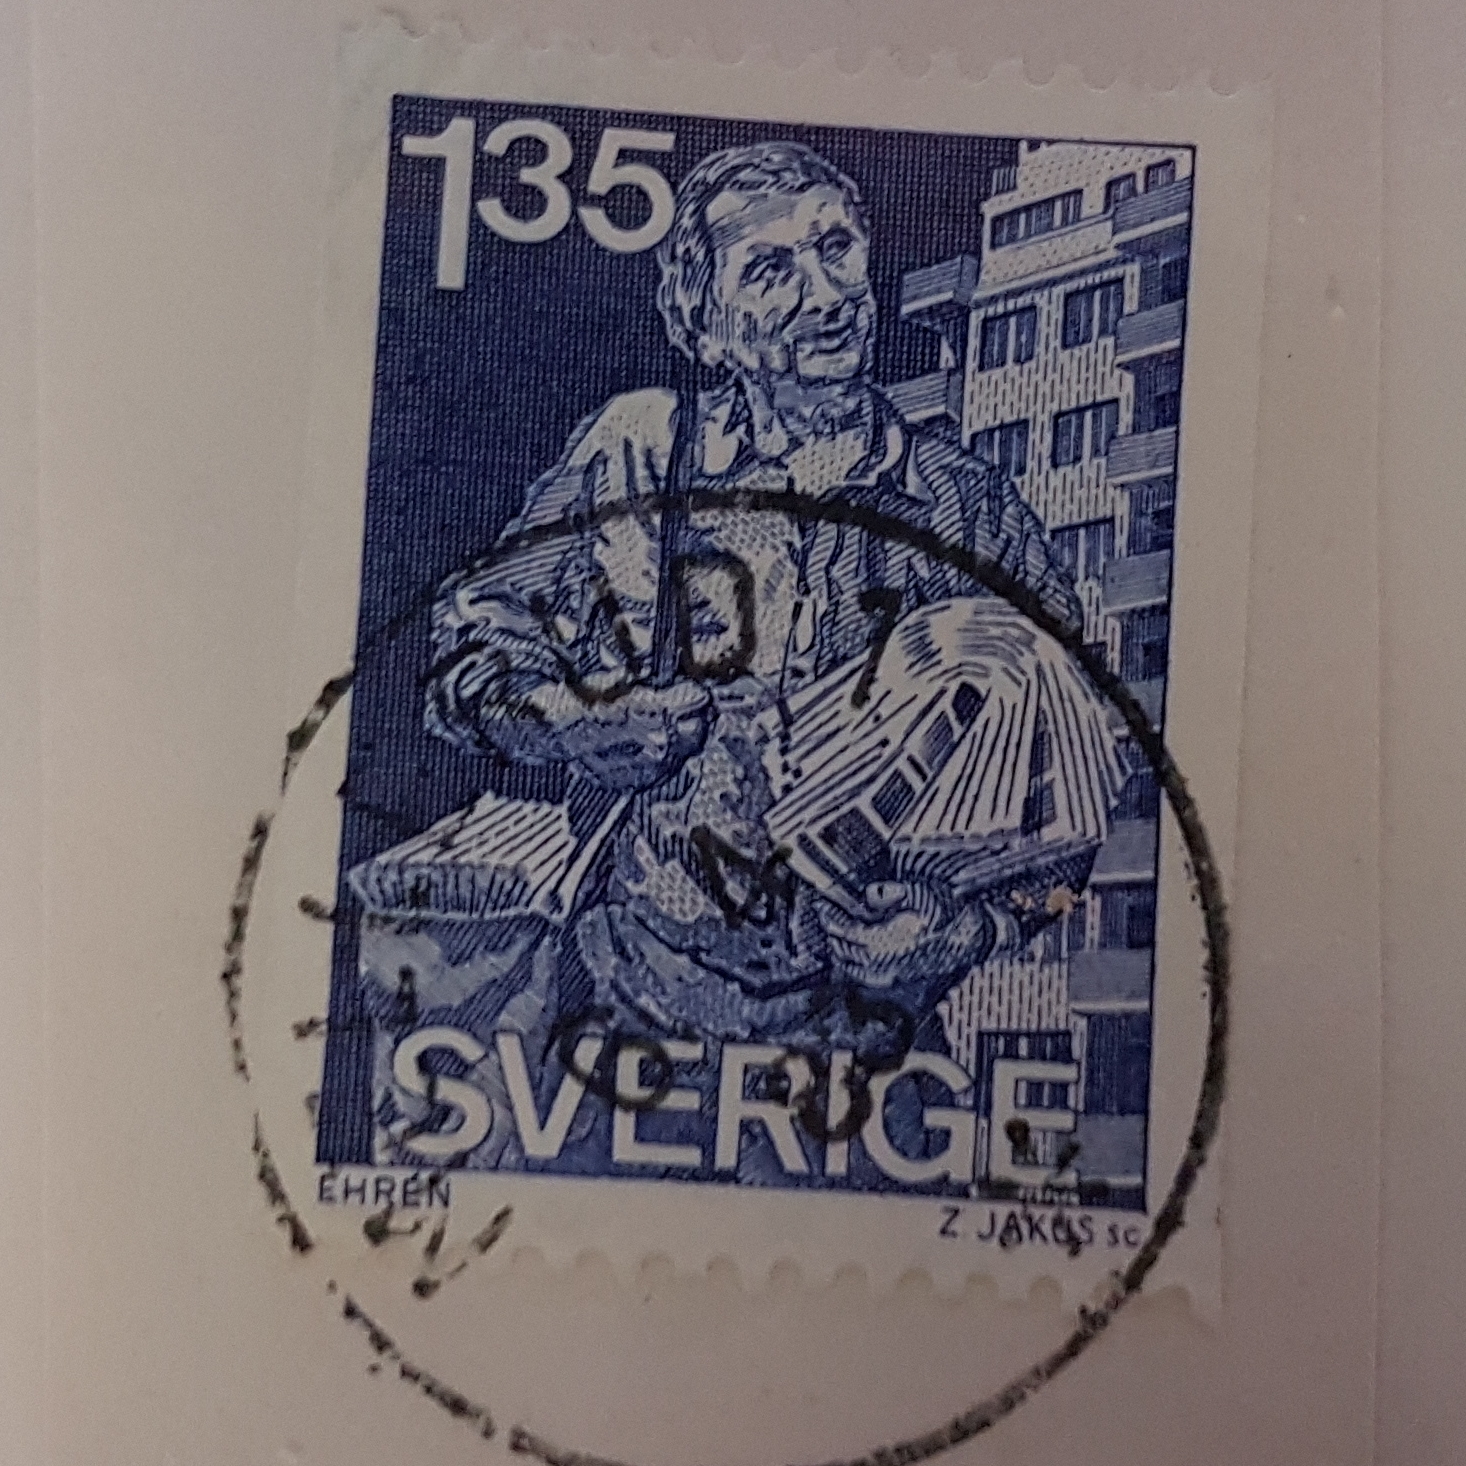 135
SVERIGE
EHRÉN
Z JAKUS SC